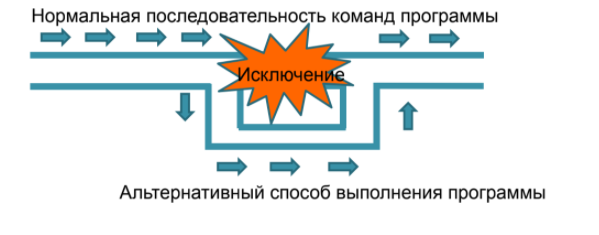 Нормальная последовательность команд программы
Исключение
Альтернативный способ выполнения программы